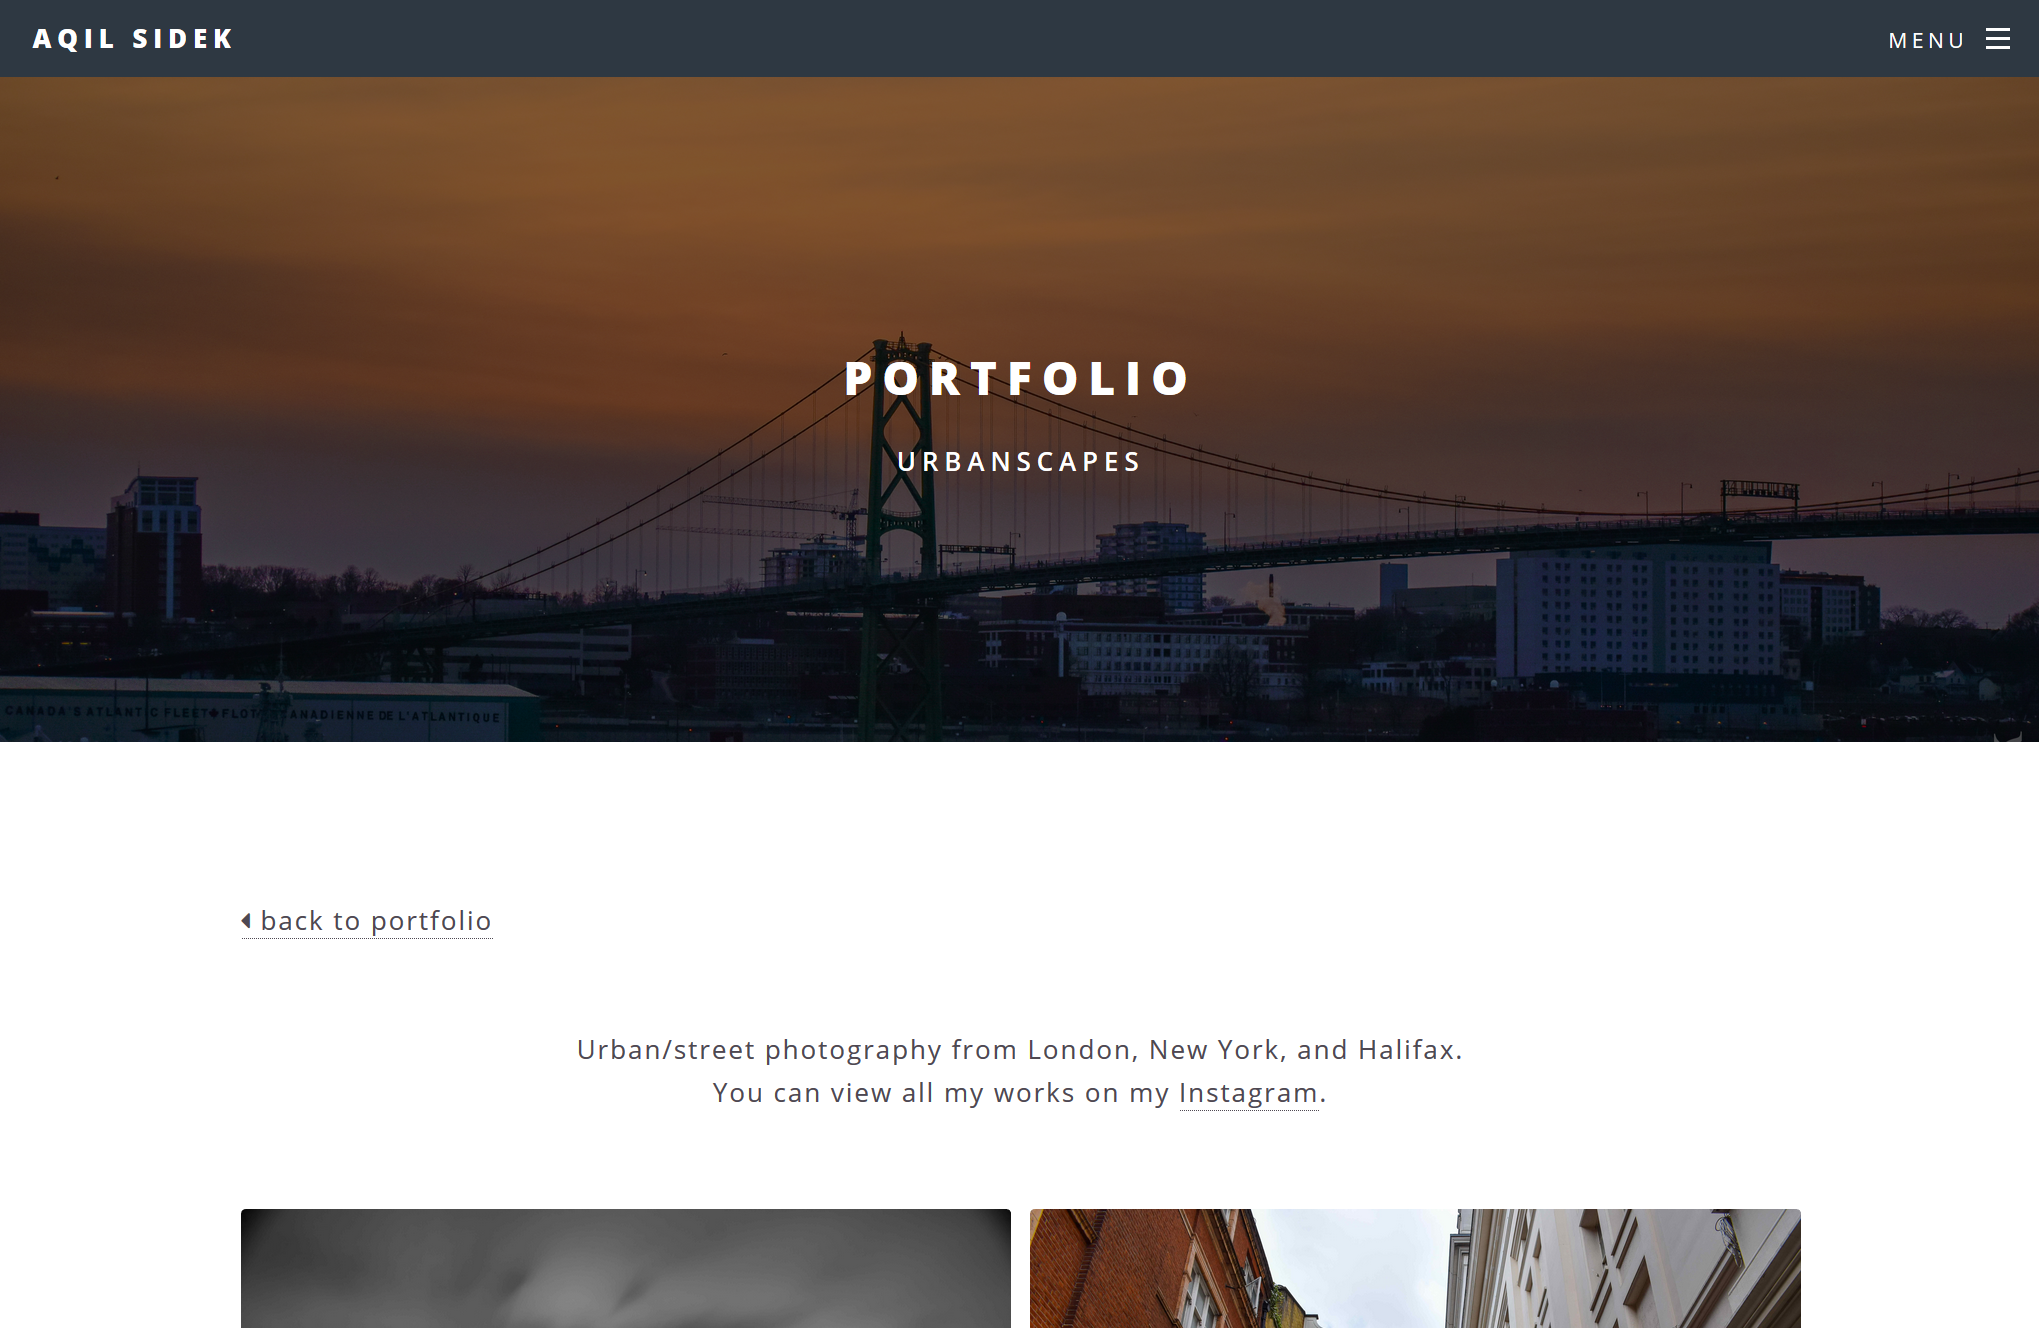 AQIL SIDEK
MENU
PORTFOLIO
URBANSCAPES
CANADA'S ATLANTIC FLEET FLOT CANADIENNE DE L'ATLANTIQUE
back to portfolio
Urban/street photography from London, New York, and Halifax.
You can view all my works on my Instagram.